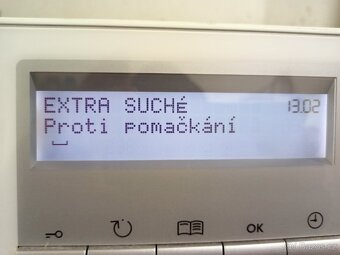 EXTRA SUCHÉ 13.02
Proti pomačkání
OK